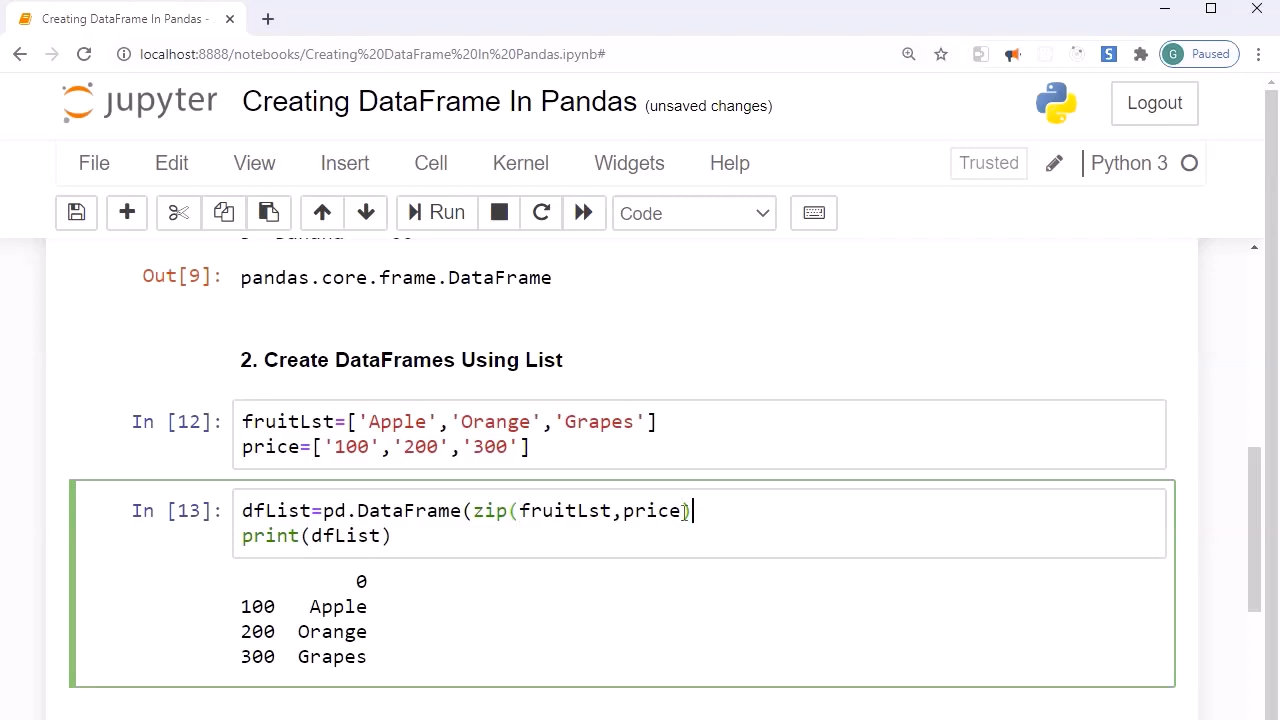 Creating DataFrame In Pandas -
localhost:8888/notebooks/Creating%20DataFrame%20In%20Pandas.ipynb#
S
G Paused
jupyter Creating DataFrame In Pandas (unsaved changes)
Logout
File Edit View Insert Cell Kernel Widgets Help
Trusted Python 3
Run Code
Out[9]: pandas.core.frame.DataFrame
2. Create DataFrames Using List
In [12]: fruitLst=['Apple','Orange','Grapes']
price=['100','200','300']
In [13]: dfList=pd.DataFrame(zip(fruitLst,price)
print(dfList)
0
100 Apple
200 Orange
300 Grapes